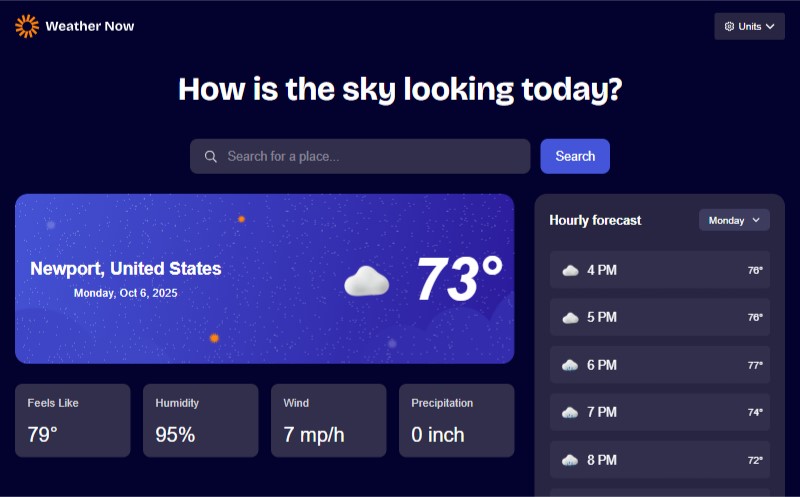 Weather Now
Units
How is the sky looking today?
Search for a place...
Search
Newport, United States
Monday, Oct 6, 2025
73°
Feels Like
79°
Humidity
95%
Wind
7 mp/h
Precipitation
0 inch
Hourly forecast
Monday
4 PM 76°
5 PM 76°
6 PM 77°
7 PM 74°
8 PM 72°